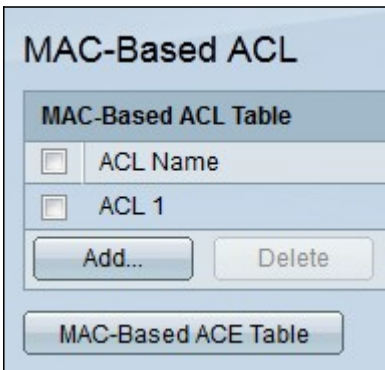 MAC-Based ACL
MAC-Based ACL Table
ACL Name
ACL 1
Add... Delete
MAC-Based ACE Table